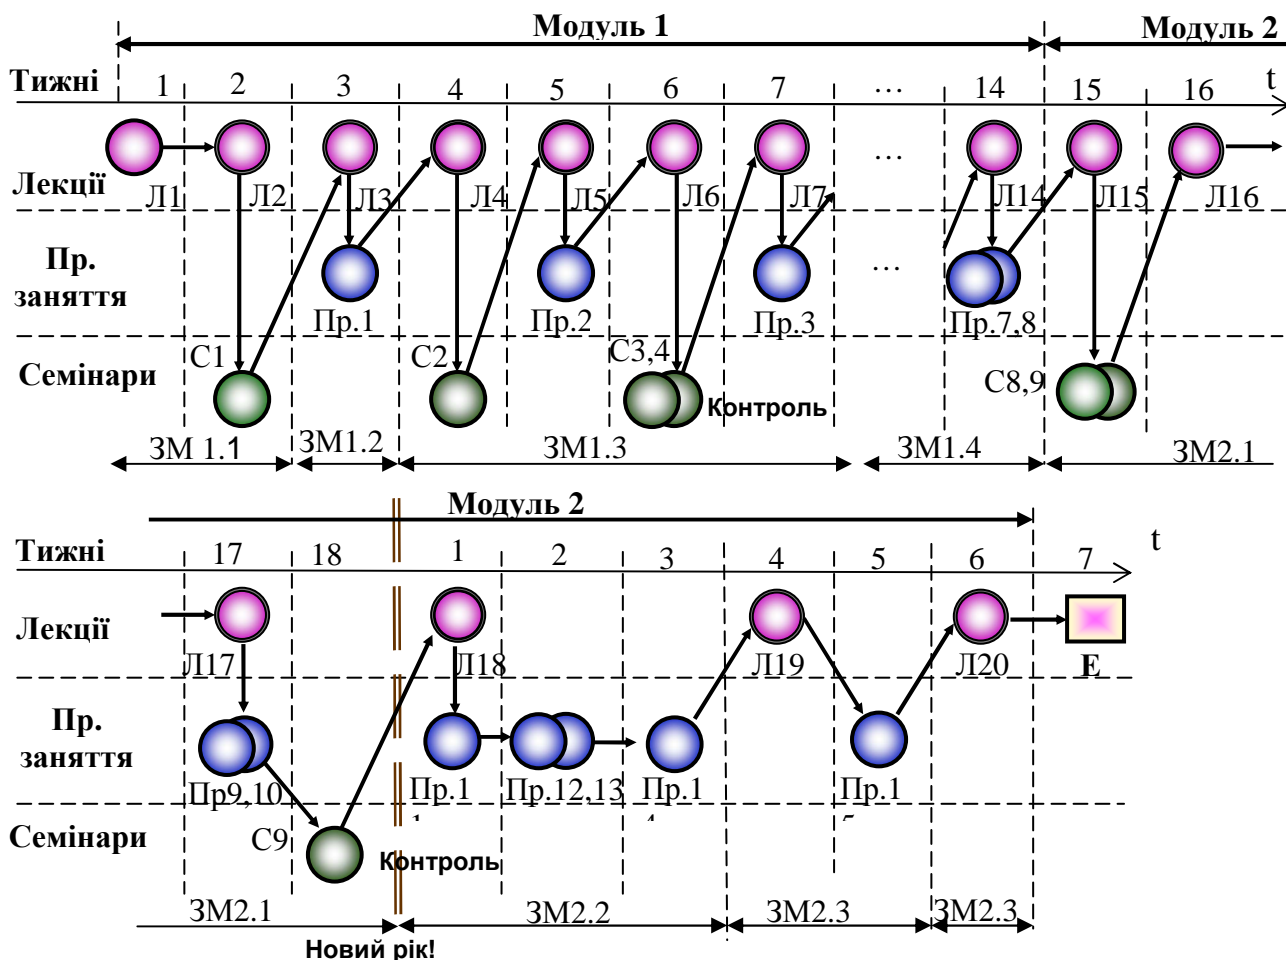 Модуль 1
Модуль 2
Тижні
1
2
3
4
5
6
7
...
14
15
16
t
Лекції
Л1
Л2
Л3
Л4
Л5
Л6
Л7
...
Л14
Л15
Л16
Пр.
заняття
Пр.1
Пр.2
Пр.3
...
Пр.7,8
Семінари
С1
С2
С3,4
Контроль
С8,9
ЗМ 1.1
ЗМ1.2
ЗМ1.3
ЗМ1.4
ЗМ2.1
Модуль 2
Тижні
17
18
1
2
3
4
5
6
7
t
Лекції
Л17
Л18
Л19
Л20
Е
Пр.
заняття
Пр9,10
Пр.1
1
Пр.12,13
Пр.1
4
Пр.1
5
Семінари
С9
Контроль
ЗМ2.1
ЗМ2.2
ЗМ2.3
ЗМ2.3
Новий рік!